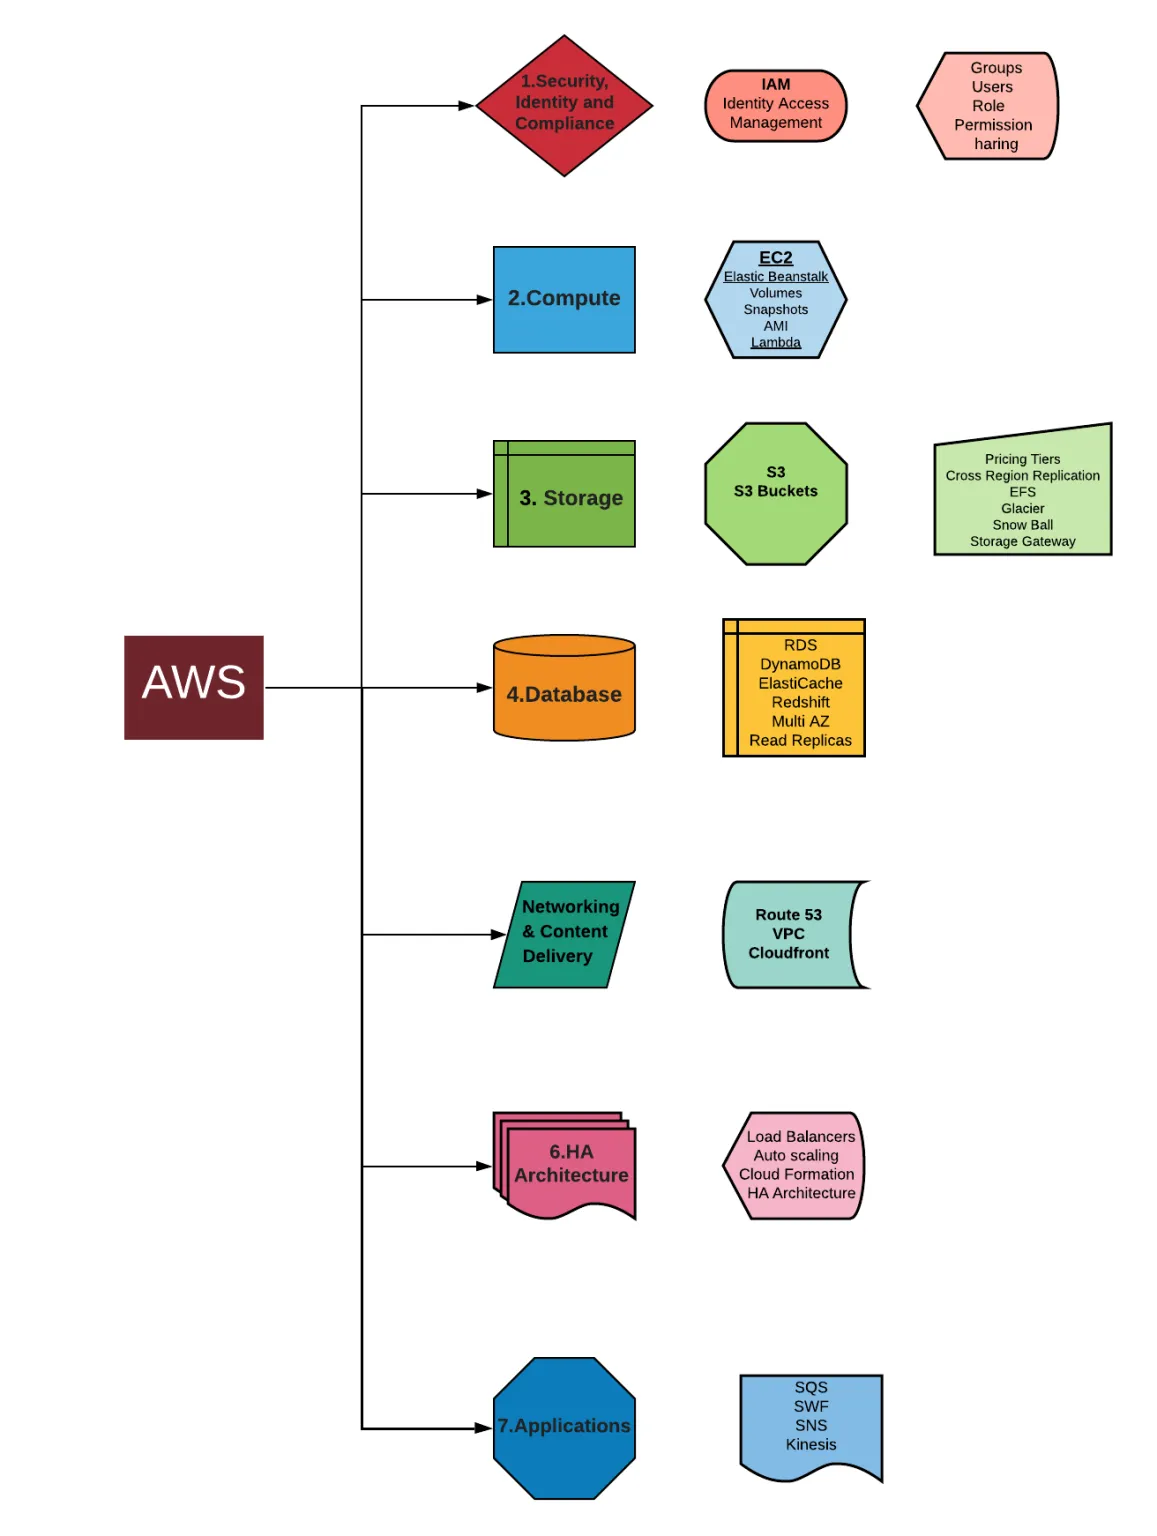 1.Security,
Identity and
Compliance
IAM
Identity Access
Management
Groups
Users
Role
Permission
haring
2.Compute
EC2
Elastic Beanstalk
Volumes
Snapshots
AMI
Lambda
3. Storage
S3
S3 Buckets
Pricing Tiers
Cross Region Replication
EFS
Glacier
Snow Ball
Storage Gateway
AWS
4.Database
RDS
DynamoDB
ElastiCache
Redshift
Multi AZ
Read Replicas
Networking
& Content
Delivery
Route 53
VPC
Cloudfront
6.HA
Architecture
Load Balancers
Auto scaling
Cloud Formation
HA Architecture
7.Applications
SQS
SWF
SNS
Kinesis